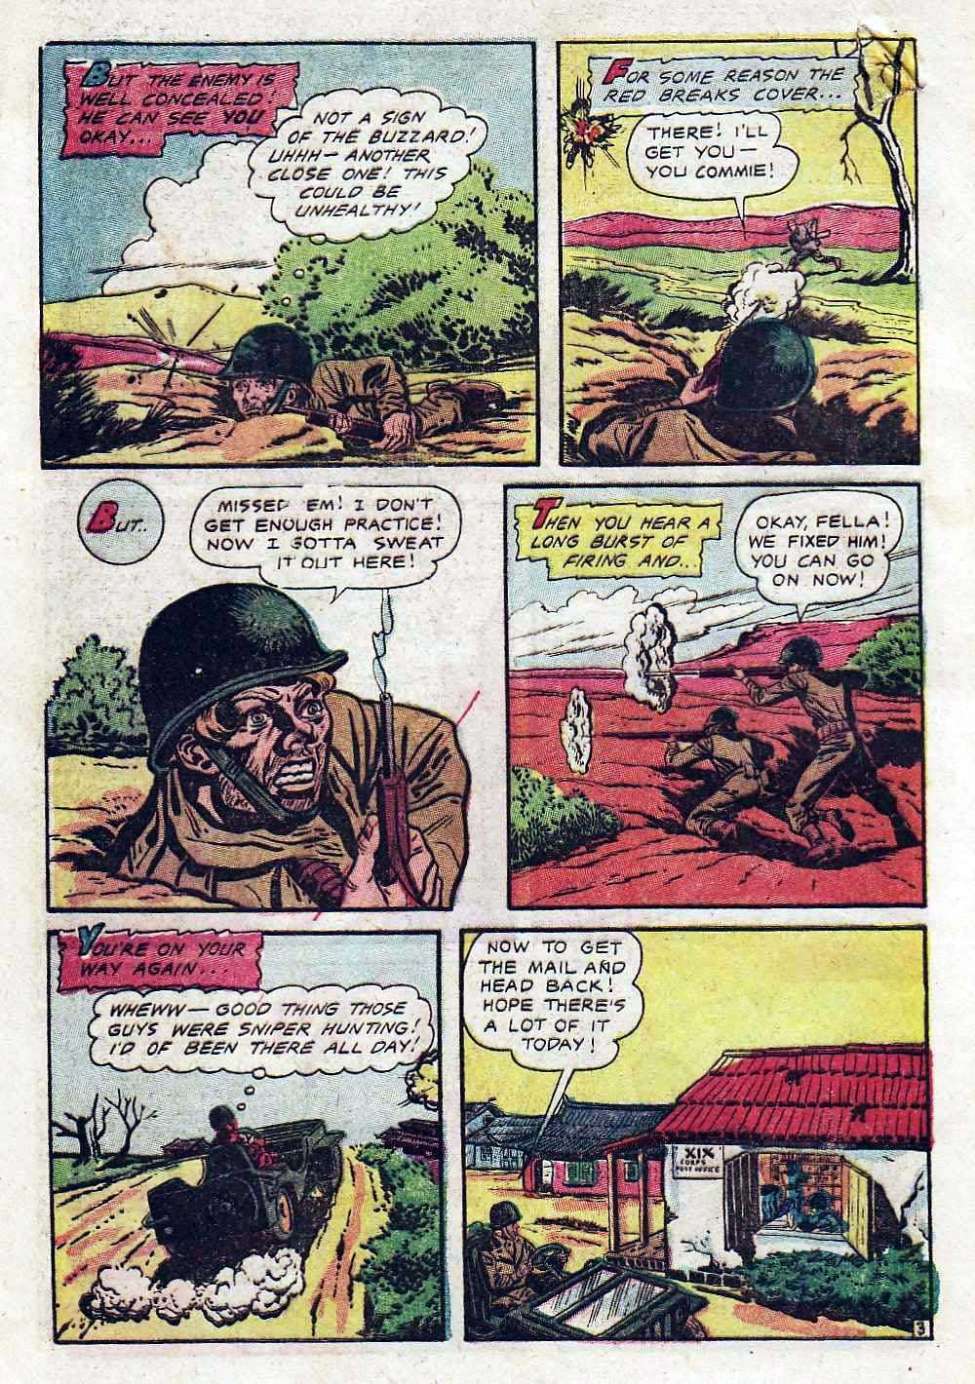 BUT THE ENEMY IS
WELL CONCEALED!
HE CAN SEE YOU
OKAY...
NOT A SIGN
OF THE BUZZARD!
UHHH— ANOTHER
CLOSE ONE! THIS
COULD BE
UNHEALTHY!
FOR SOME REASON THE
RED BREAKS COVER...
THERE! I'LL
GET YOU—
YOU COMMIE!
BUT..
MISSED 'EM! I DON'T
GET ENOUGH PRACTICE!
NOW I GOTTA SWEAT
IT OUT HERE!
THEN YOU HEAR A
LONG BURST OF
FIRING AND...
OKAY, FELLA!
WE FIXED HIM!
YOU CAN GO
ON NOW!
YOU'RE ON YOUR
WAY AGAIN...
WHEWW— GOOD THING THOSE
GUYS WERE SNIPER HUNTING!
I'D OF BEEN THERE ALL DAY!
NOW TO GET
THE MAIL AND
HEAD BACK!
HOPE THERE'S
A LOT OF IT
TODAY!
XIX
CORPS
POST OFFICE
3